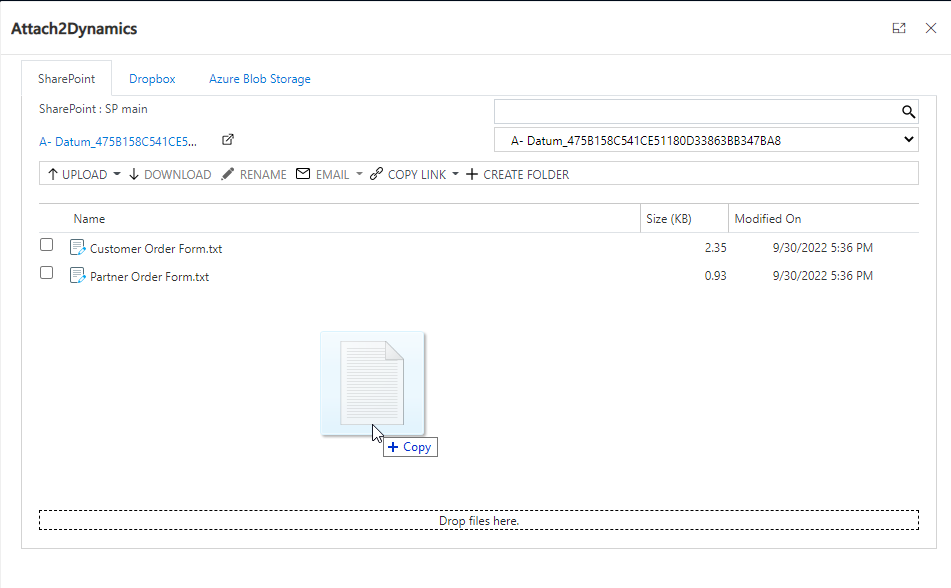 Attach2Dynamics
SharePoint Dropbox Azure Blob Storage
SharePoint : SP main
A- Datum_475B158C541CE5...
A- Datum_475B158C541CE51180D33863BB347BA8
UPLOAD DOWNLOAD RENAME EMAIL COPY LINK CREATE FOLDER
Name Size (KB) Modified On
Customer Order Form.txt 2.35 9/30/2022 5:36 PM
Partner Order Form.txt 0.93 9/30/2022 5:36 PM
+ Copy
Drop files here.